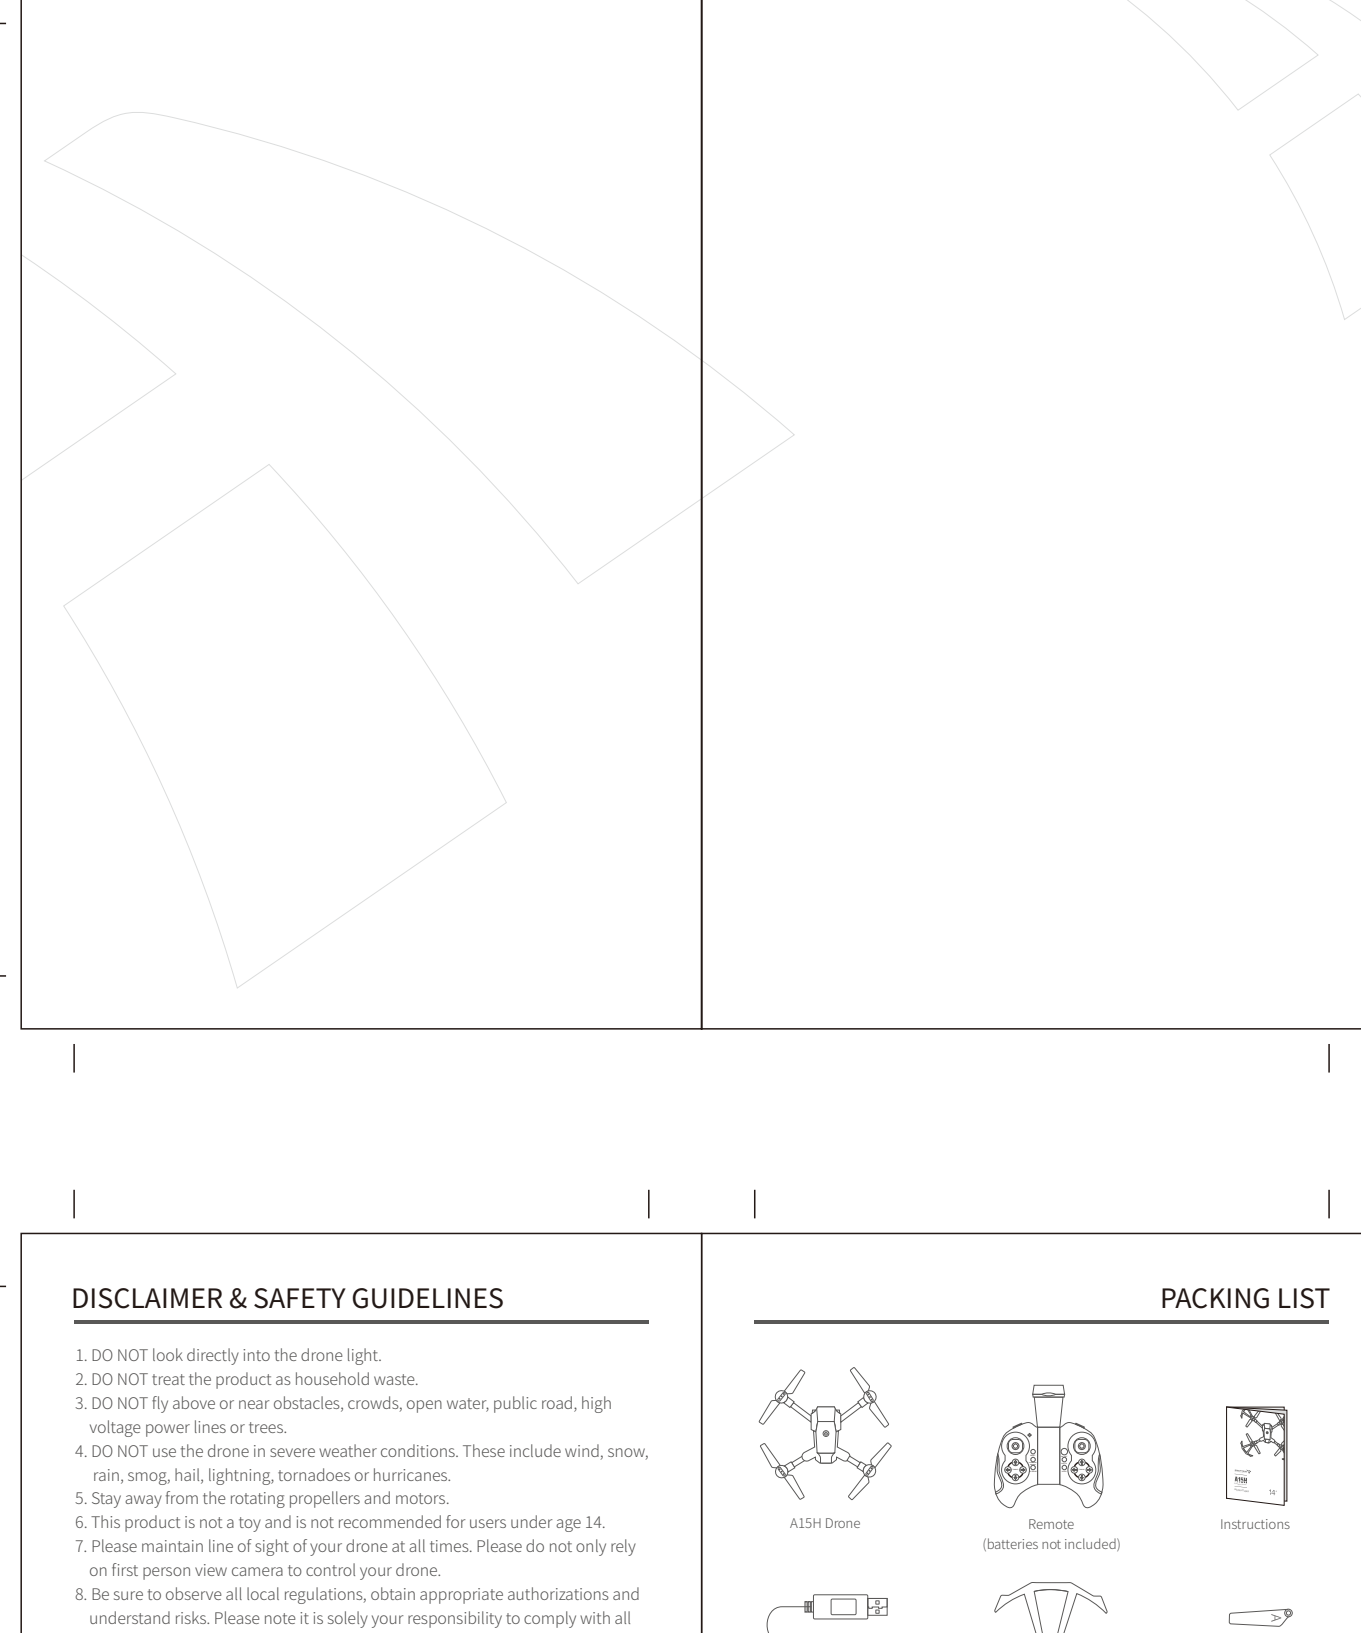 DISCLAIMER & SAFETY GUIDELINES
1. DO NOT look directly into the drone light.
2. DO NOT treat the product as household waste.
3. DO NOT fly above or near obstacles, crowds, open water, public road, high
voltage power lines or trees.
4. DO NOT use the drone in severe weather conditions. These include wind, snow,
rain, smog, hail, lightning, tornadoes or hurricanes.
5. Stay away from the rotating propellers and motors.
6. This product is not a toy and is not recommended for users under age 14.
7. Please maintain line of sight of your drone at all times. Please do not only rely
on first person view camera to control your drone.
8. Be sure to observe all local regulations, obtain appropriate authorizations and
understand risks. Please note it is solely your responsibility to comply with all
PACKING LIST
A15H
14+
A15H Drone
Remote
(batteries not included)
Instructions
A